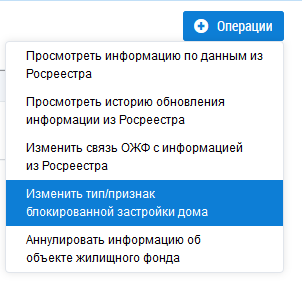 Операции
Просмотреть информацию по данным из
Росреестра
Просмотреть историю обновления
информации из Росреестра
Изменить связь ОЖФ с информацией
из Росреестра
Изменить тип/признак
блокированной застройки дома
Аннулировать информацию об
объекте жилищного фонда